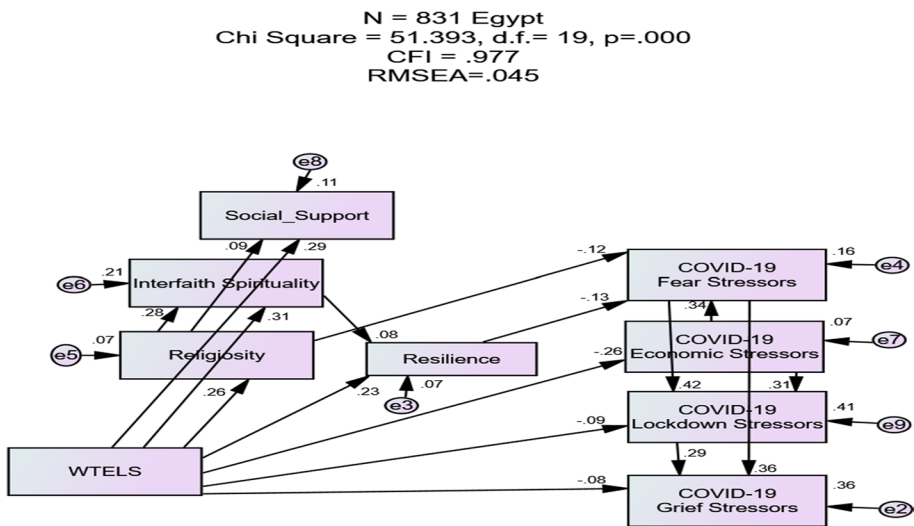 N = 831 Egypt
Chi Square = 51.393, d.f.= 19, p=.000
CFI = .977
RMSEA=.045
e8
.11
Social_Support
.09
.29
e6
.21
Interfaith Spirituality
.28
.31
e5
.07
Religiosity
.26
WTELS
.08
Resilience
.23
.07
e3
-.12
-.13
-.26
-.09
-.08
COVID-19
Fear Stressors
.16
e4
.34
COVID-19
Economic Stressors
.07
e7
.42
.31
COVID-19
Lockdown Stressors
.41
e9
.29
.36
COVID-19
Grief Stressors
.36
e2